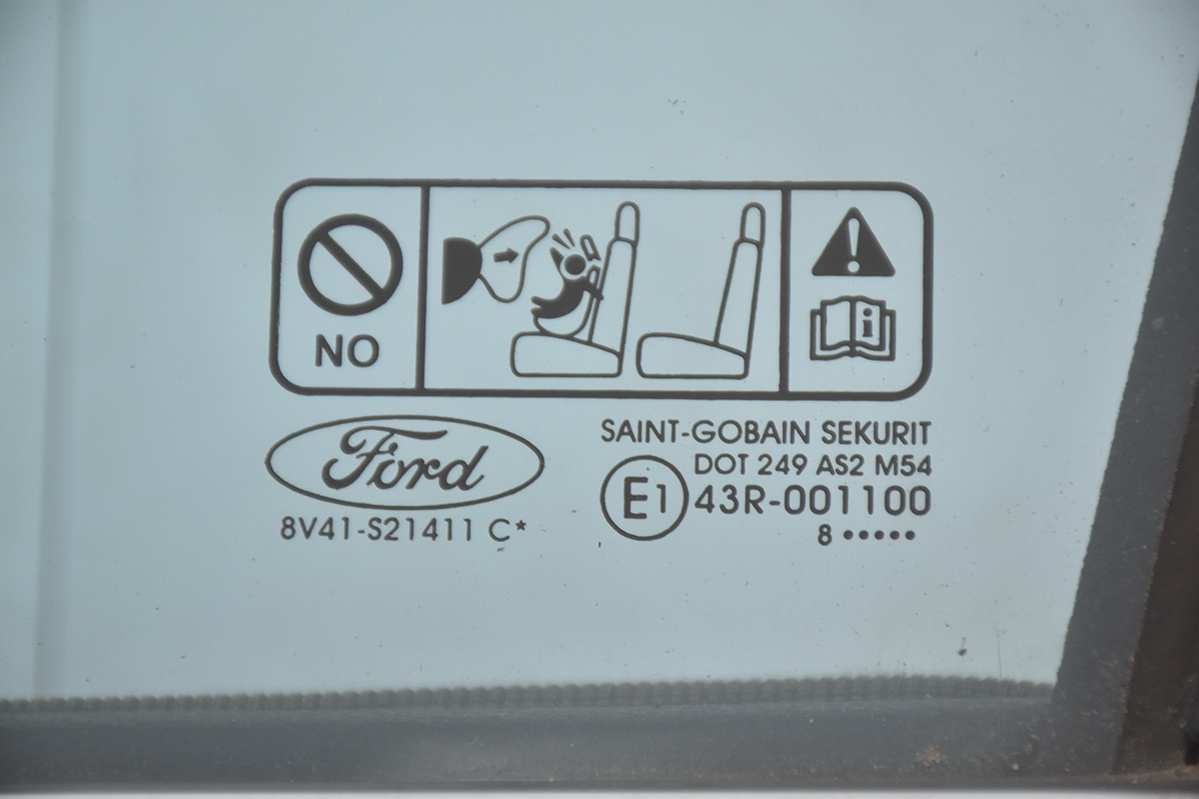 NO
i
Ford
8V41-S21411 C*
SAINT-GOBAIN SEKURIT
DOT 249 AS2 M54
E1 43R-001100
8 •••••